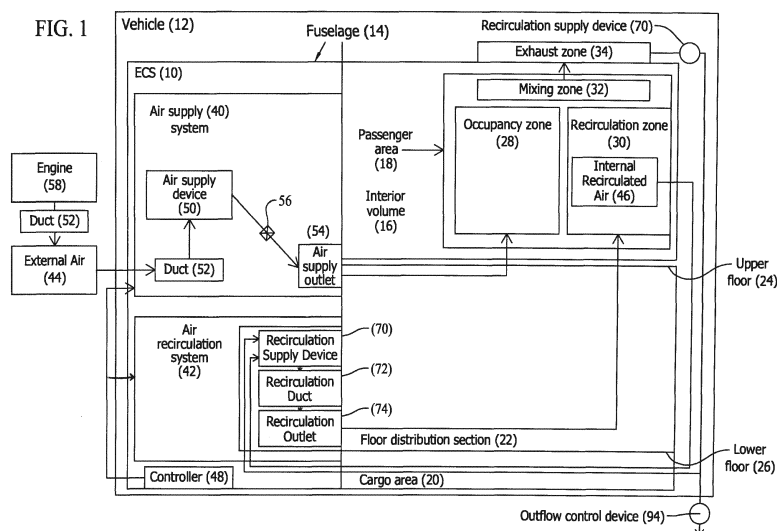 FIG. 1
Vehicle (12)
Fuselage (14)
Recirculation supply device (70)
Exhaust zone (34)
ECS (10)
Mixing zone (32)
Air supply (40)
system
Occupancy zone
(28)
Recirculation zone
(30)
Passenger
area
(18)
Internal
Recirculated
Air (46)
Engine
(58)
Air supply
device
(50)
56
Interior
volume
(16)
Duct (52)
(54)
Air
supply
outlet
External Air
(44)
Duct (52)
Upper
floor (24)
Air
recirculation
system
(42)
(70)
Recirculation
Supply Device
(72)
Recirculation
Duct
(74)
Recirculation
Outlet
Floor distribution section (22)
Lower
floor (26)
Controller (48)
Cargo area (20)
Outflow control device (94)